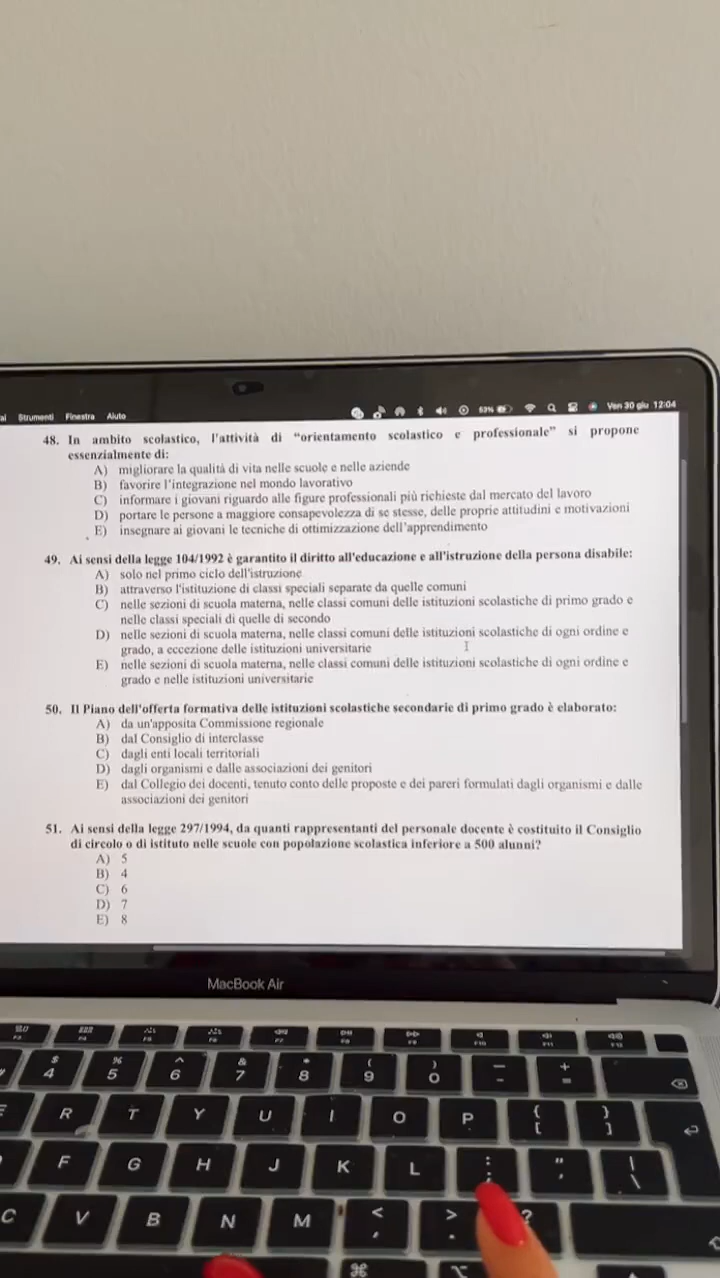 Strumenti Finestra Aiuto 53% Ven 30 giu 12:04
48. In ambito scolastico, l'attività di “orientamento scolastico e professionale” si propone
essenzialmente di:
A) migliorare la qualità di vita nelle scuole e nelle aziende
B) favorire l'integrazione nel mondo lavorativo
C) informare i giovani riguardo alle figure professionali più richieste dal mercato del lavoro
D) portare le persone a maggiore consapevolezza di se stesse, delle proprie attitudini e motivazioni
E) insegnare ai giovani le tecniche di ottimizzazione dell'apprendimento
49. Ai sensi della legge 104/1992 è garantito il diritto all'educazione e all'istruzione della persona disabile:
A) solo nel primo ciclo dell'istruzione
B) attraverso l'istituzione di classi speciali separate da quelle comuni
C) nelle sezioni di scuola materna, nelle classi comuni delle istituzioni scolastiche di primo grado e
nelle classi speciali di quelle di secondo
D) nelle sezioni di scuola materna, nelle classi comuni delle istituzioni scolastiche di ogni ordine e
grado, a eccezione delle istituzioni universitarie
E) nelle sezioni di scuola materna, nelle classi comuni delle istituzioni scolastiche di ogni ordine e
grado e nelle istituzioni universitarie
50. Il Piano dell'offerta formativa delle istituzioni scolastiche secondarie di primo grado è elaborato:
A) da un'apposita Commissione regionale
B) dal Consiglio di interclasse
C) dagli enti locali territoriali
D) dagli organismi e dalle associazioni dei genitori
E) dal Collegio dei docenti, tenuto conto delle proposte e dei pareri formulati dagli organismi e dalle
associazioni dei genitori
51. Ai sensi della legge 297/1994, da quanti rappresentanti del personale docente è costituito il Consiglio
di circolo o di istituto nelle scuole con popolazione scolastica inferiore a 500 alunni?
A) 5
B) 4
C) 6
D) 7
E) 8
MacBook Air
$ % ^ & * ( ) — +
4 5 6 7 8 9 0 - =
R T Y U I O P { }
[ ]
F G H J K L : " |
; ' \
C V B N M < > ?
, .
⌘ ⌥